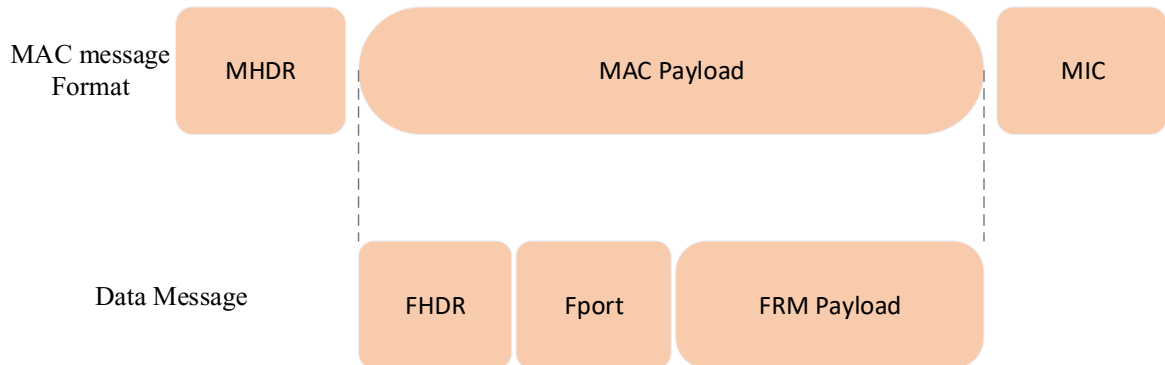 MAC message
Format
MHDR
MAC Payload
MIC
Data Message
FHDR
Fport
FRM Payload